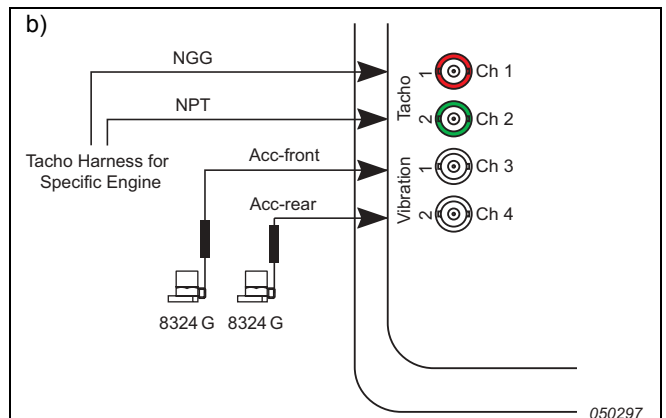 b)
NGG
NPT
Tacho Harness for
Specific Engine
Acc-front
Acc-rear
8324 G
8324 G
Tacho
1
2
Vibration
1
2
Ch 1
Ch 2
Ch 3
Ch 4
050297